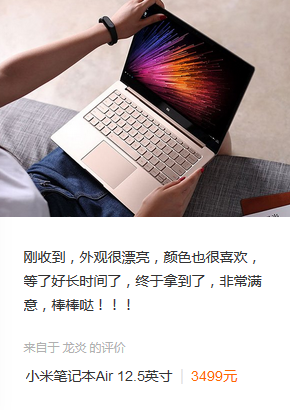 刚收到，外观很漂亮，颜色也很喜欢，
等了好长时间了，终于拿到了，非常满
意，棒棒哒！！！
来自于 龙炎 的评价
小米笔记本Air 12.5英寸 | 3499元